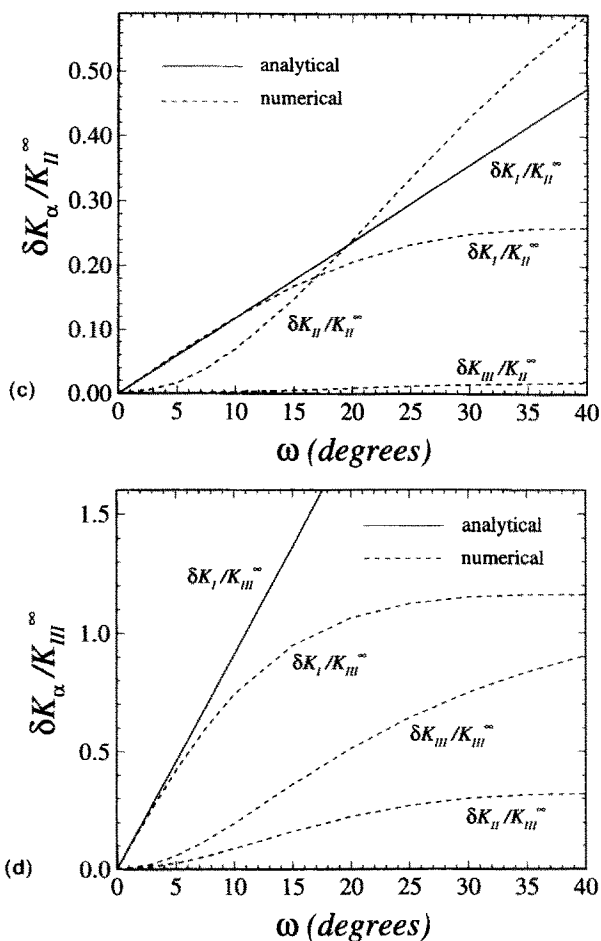 0.50
0.40
0.30
0.20
0.10
0.00
δK_α/K_II^∞
analytical
numerical
δK_I/K_II^∞
δK_I/K_II^∞
δK_II/K_II^∞
δK_III/K_II^∞
(c)
0 5 10 15 20 25 30 35 40
ω (degrees)
1.5
1.0
0.5
0.0
δK_α/K_III^∞
analytical
numerical
δK_I/K_III^∞
δK_I/K_III^∞
δK_III/K_III^∞
δK_II/K_III^∞
(d)
0 5 10 15 20 25 30 35 40
ω (degrees)